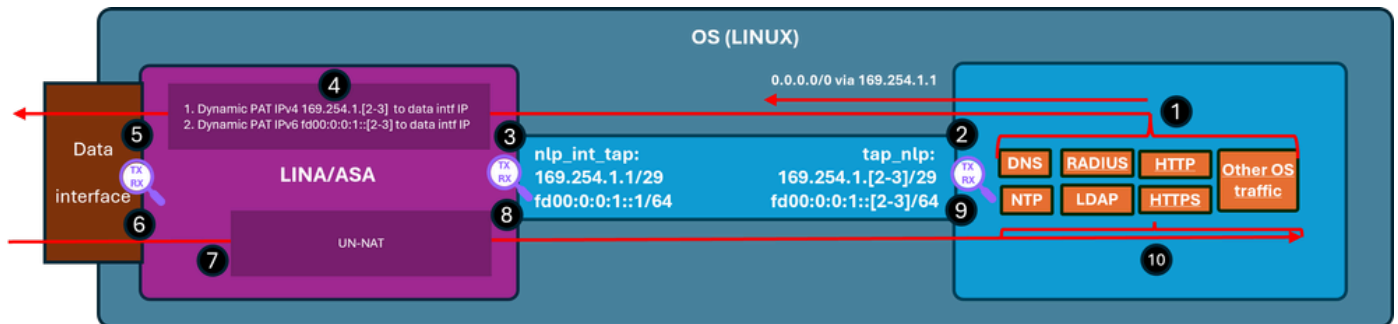 OS (LINUX)
4
0.0.0.0/0 via 169.254.1.1
1. Dynamic PAT IPv4 169.254.1.[2-3] to data intf IP
2. Dynamic PAT IPv6 fd00:0:0:1::[2-3] to data intf IP
1
5
3
2
Data
interface
TX
RX
LINA/ASA
TX
RX
nlp_int_tap:
169.254.1.1/29
fd00:0:0:1::1/64
tap_nlp:
169.254.1.[2-3]/29
fd00:0:0:1::[2-3]/64
TX
RX
DNS
RADIUS
HTTP
Other OS
traffic
NTP
LDAP
HTTPS
6
8
9
7
UN-NAT
10